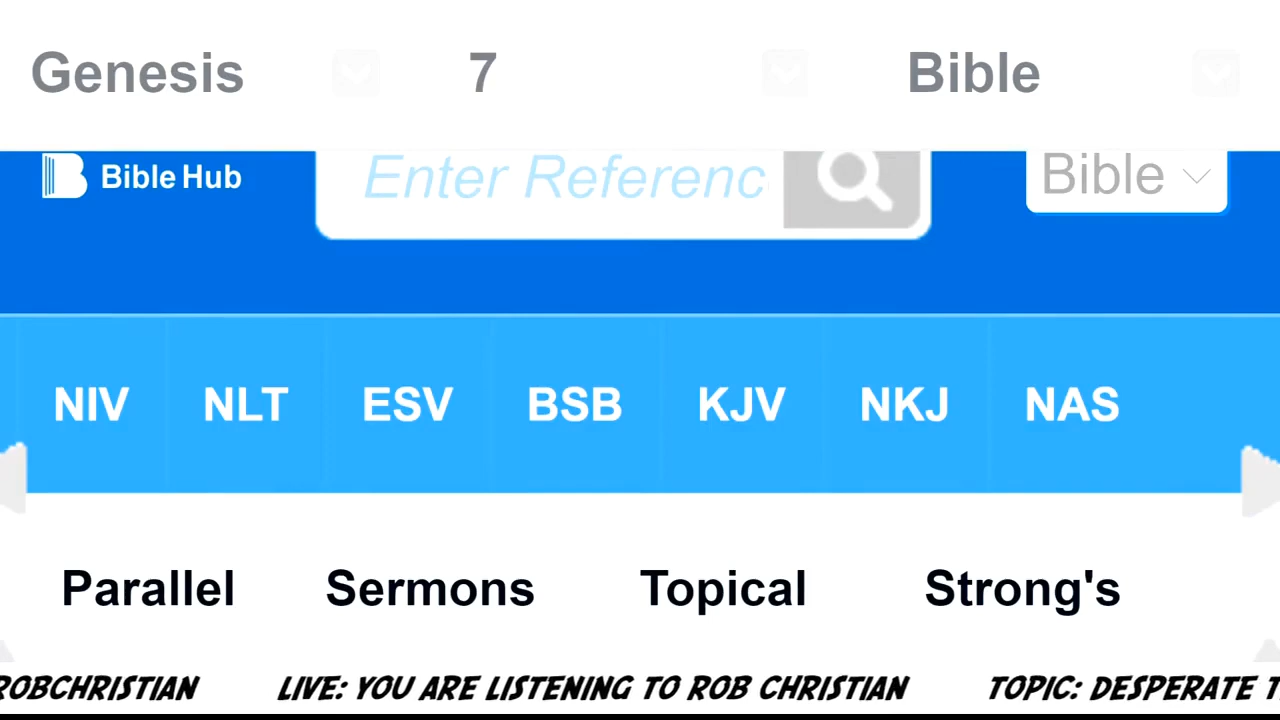 Genesis 7 Bible
Bible Hub Enter Referenc Bible
NIV NLT ESV BSB KJV NKJ NAS
Parallel Sermons Topical Strong's
ROBCHRISTIAN LIVE: YOU ARE LISTENING TO ROB CHRISTIAN TOPIC: DESPERATE T